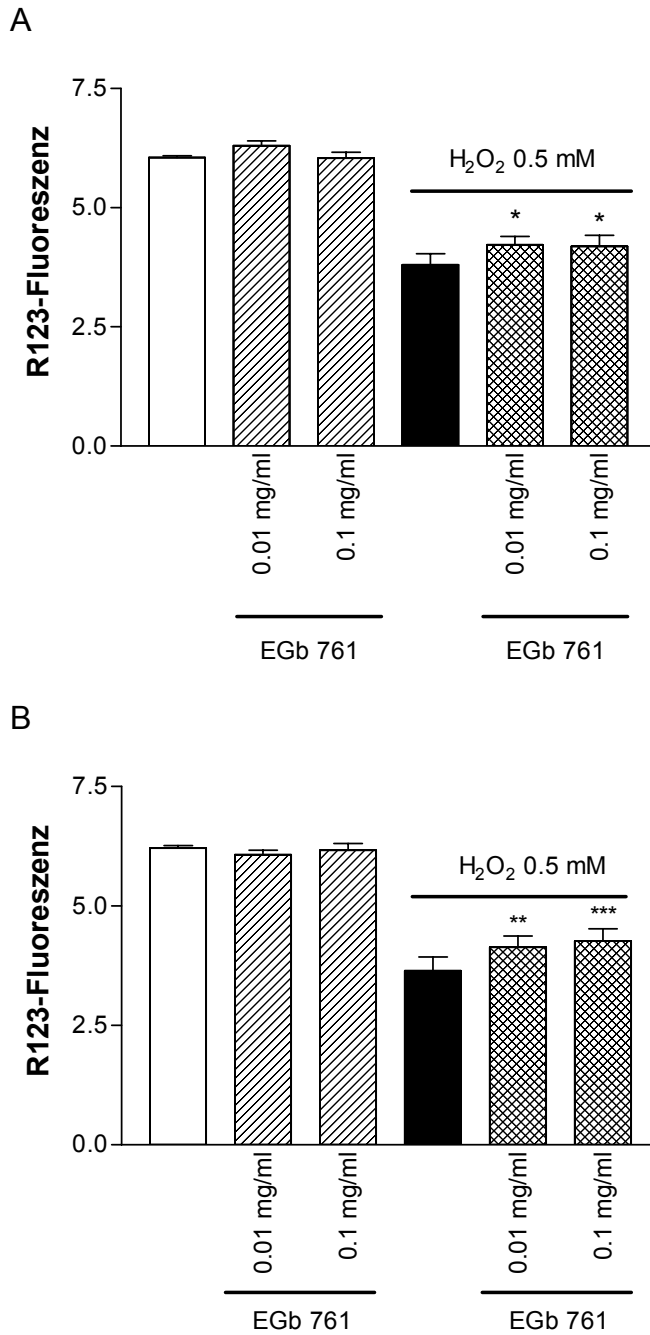 A
R123-Fluoreszenz
7.5
5.0
2.5
0.0
H₂O₂ 0.5 mM
*
*
0.01 mg/ml
0.1 mg/ml
0.01 mg/ml
0.1 mg/ml
EGb 761
EGb 761
B
R123-Fluoreszenz
7.5
5.0
2.5
0.0
H₂O₂ 0.5 mM
**
***
0.01 mg/ml
0.1 mg/ml
0.01 mg/ml
0.1 mg/ml
EGb 761
EGb 761